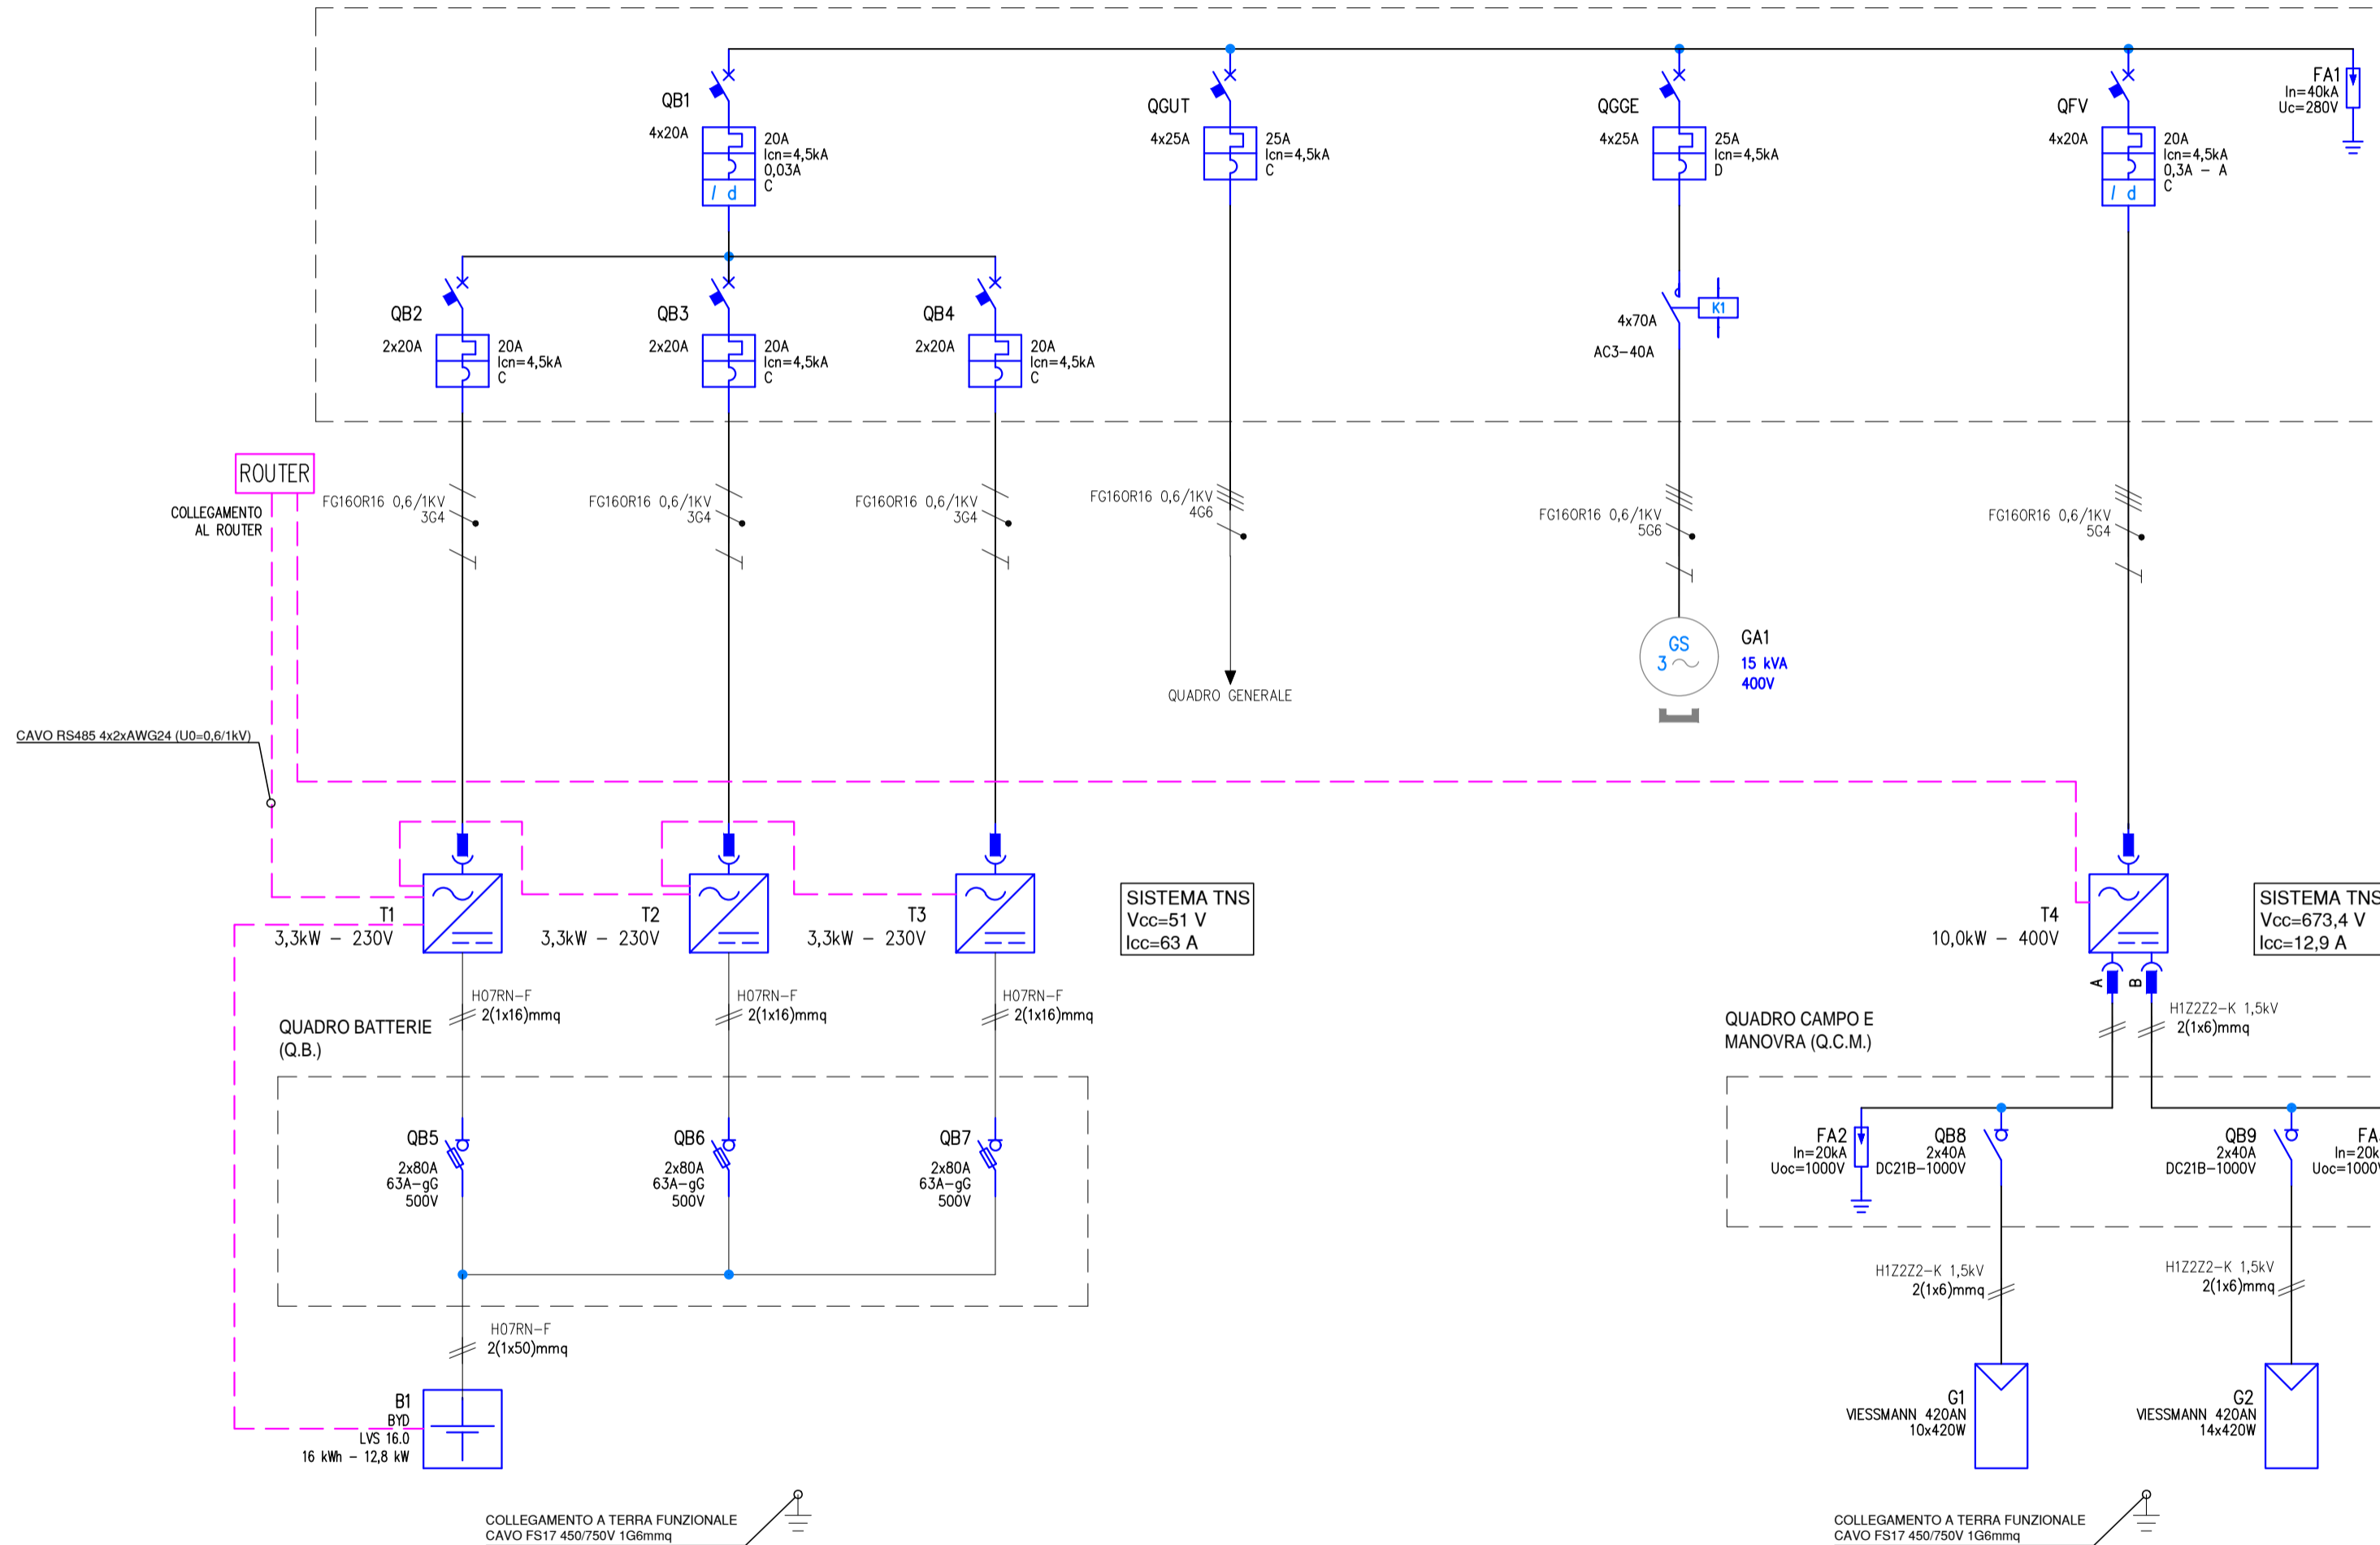 QB1
4x20A
20A
Icn=4,5kA
0,03A
C
I d
QGUT
4x25A
25A
Icn=4,5kA
C
QGGE
4x25A
25A
Icn=4,5kA
D
QFV
4x20A
20A
Icn=4,5kA
0,3A - A
C
I d
FA1
In=40kA
Uc=280V
QB2
2x20A
20A
Icn=4,5kA
C
QB3
2x20A
20A
Icn=4,5kA
C
QB4
2x20A
20A
Icn=4,5kA
C
K1
4x70A
AC3-40A
ROUTER
COLLEGAMENTO
AL ROUTER
FG16OR16 0,6/1KV
3G4
FG16OR16 0,6/1KV
3G4
FG16OR16 0,6/1KV
3G4
FG16OR16 0,6/1KV
4G6
FG16OR16 0,6/1KV
5G6
FG16OR16 0,6/1KV
5G4
GS
3
GA1
15 kVA
400V
QUADRO GENERALE
CAVO RS485 4x2xAWG24 (U0=0,6/1kV)
T1
3,3kW - 230V
T2
3,3kW - 230V
T3
3,3kW - 230V
SISTEMA TNS
Vcc=51 V
Icc=63 A
T4
10,0kW - 400V
SISTEMA TNS
Vcc=673,4 V
Icc=12,9 A
A
B
H07RN-F
2(1x16)mmq
H07RN-F
2(1x16)mmq
H07RN-F
2(1x16)mmq
H1Z2Z2-K 1,5kV
2(1x6)mmq
QUADRO BATTERIE
(Q.B.)
QUADRO CAMPO E
MANOVRA (Q.C.M.)
QB5
2x80A
63A-gG
500V
QB6
2x80A
63A-gG
500V
QB7
2x80A
63A-gG
500V
FA2
In=20kA
Uoc=1000V
QB8
2x40A
DC21B-1000V
QB9
2x40A
DC21B-1000V
FA
In=20k
Uoc=1000V
H1Z2Z2-K 1,5kV
2(1x6)mmq
H1Z2Z2-K 1,5kV
2(1x6)mmq
H07RN-F
2(1x50)mmq
B1
BYD
LVS 16.0
16 kWh - 12,8 kW
G1
VIESSMANN 420AN
10x420W
G2
VIESSMANN 420AN
14x420W
COLLEGAMENTO A TERRA FUNZIONALE
CAVO FS17 450/750V 1G6mmq
COLLEGAMENTO A TERRA FUNZIONALE
CAVO FS17 450/750V 1G6mmq